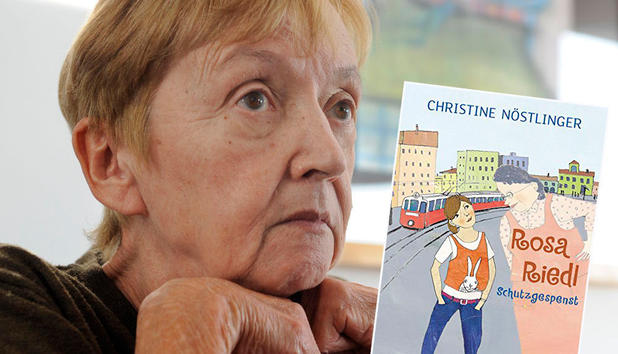 CHRISTINE NÖSTLINGER
Rosa
Riedl
Schutzgespenst